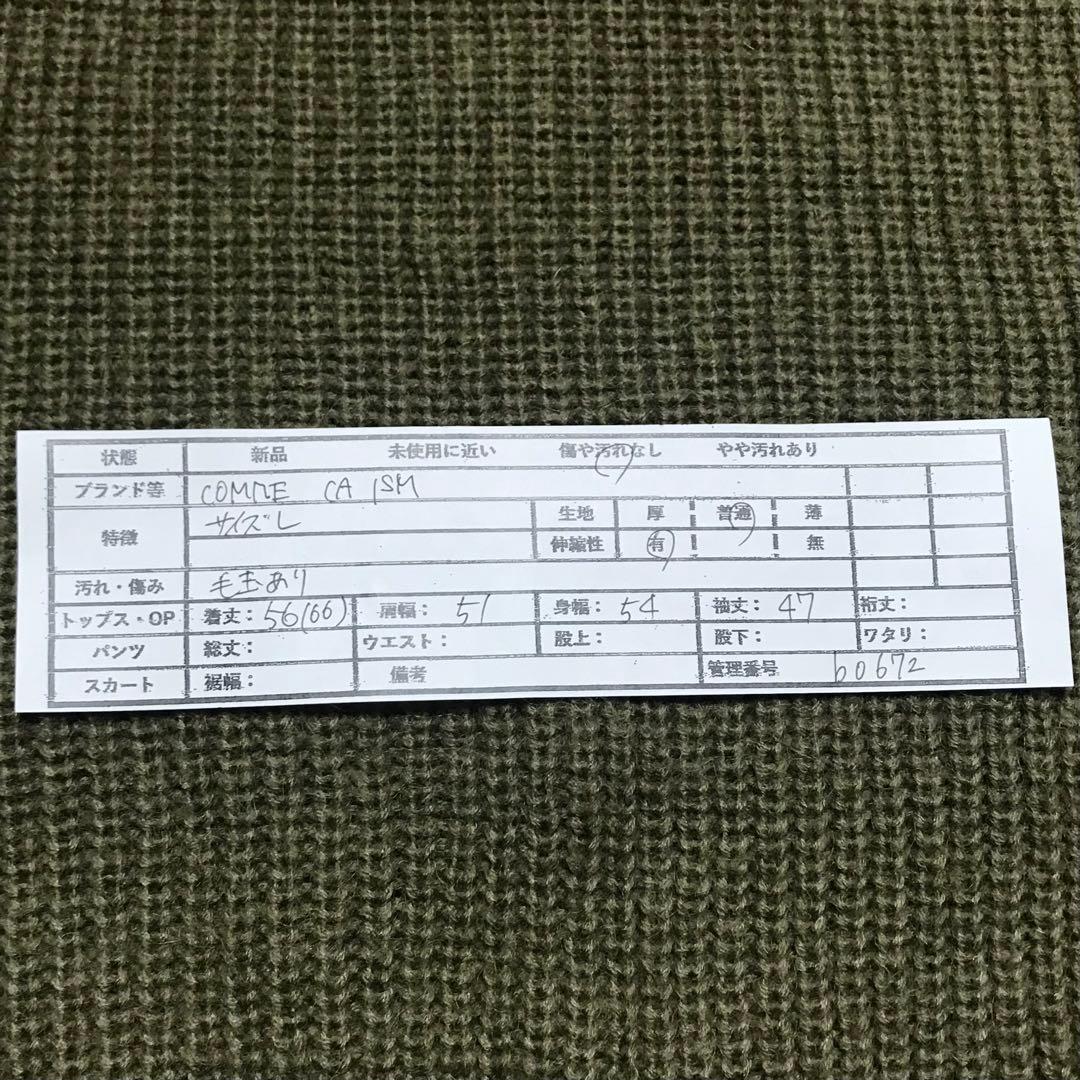 状態 新品 未使用に近い 傷や汚れなし やや汚れあり
ブランド等 COMME CA ISM
特徴 サイズL 生地 厚 普通 薄
伸縮性 有 無
汚れ・傷み 毛玉あり
トップス・OP 着丈：56(66) 肩幅：51 身幅：54 袖丈：47 裄丈：
パンツ 総丈： ウエスト： 股上： 股下： ワタリ：
スカート 裾幅： 備考 管理番号 b0672